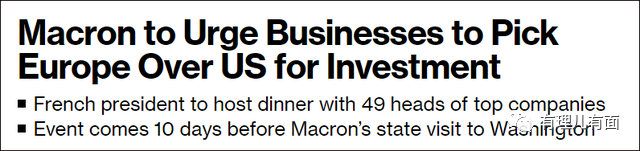 Macron to Urge Businesses to Pick
Europe Over US for Investment
■ French president to host dinner with 49 heads of top companies
■ Event comes 10 days before Macron's state visit to Washington
有理儿有面